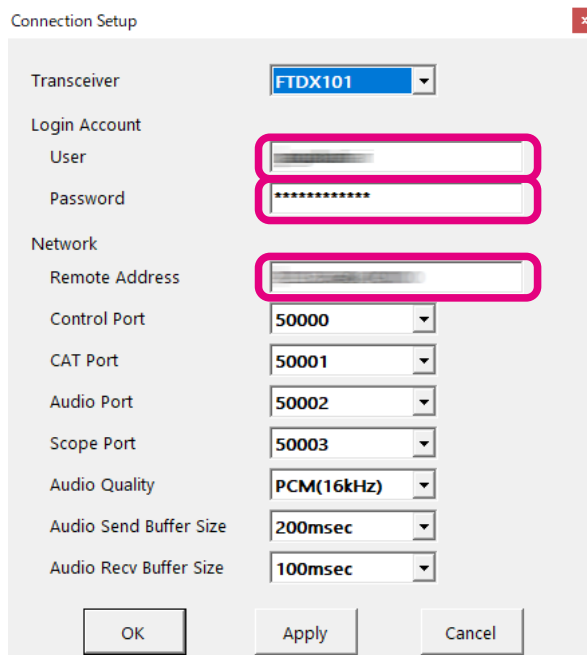 Connection Setup
Transceiver FTDX101
Login Account
User
Password ************
Network
Remote Address
Control Port 50000
CAT Port 50001
Audio Port 50002
Scope Port 50003
Audio Quality PCM(16kHz)
Audio Send Buffer Size 200msec
Audio Recv Buffer Size 100msec
OK Apply Cancel